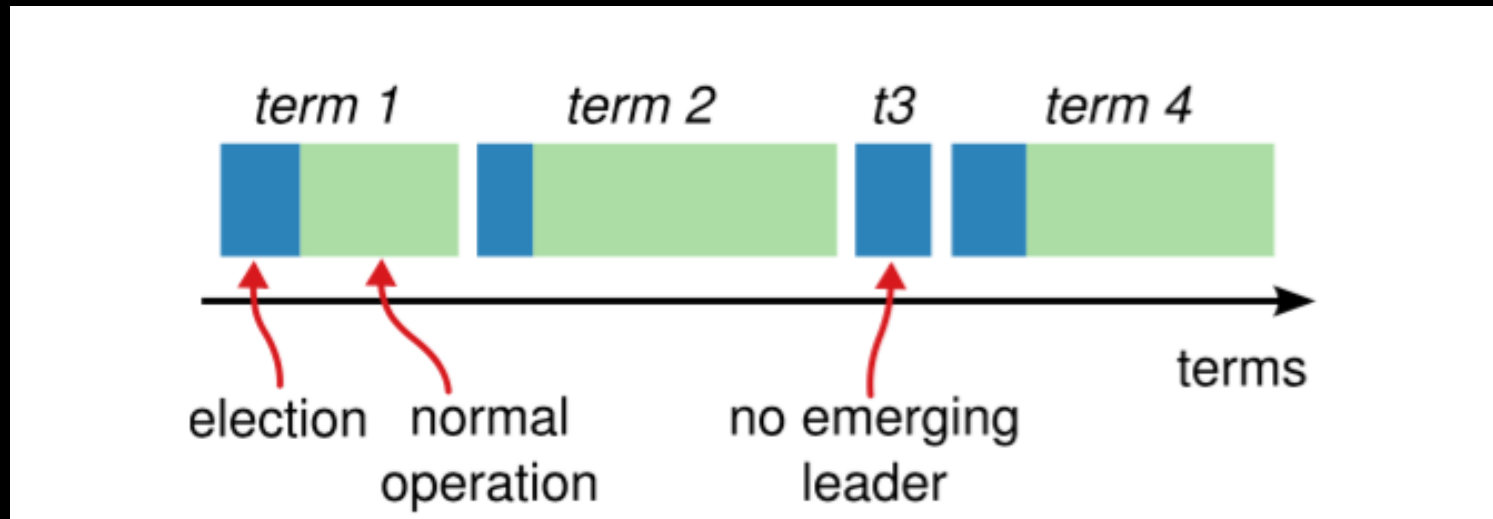 term 1 term 2 t3 term 4
terms
election normal operation no emerging leader